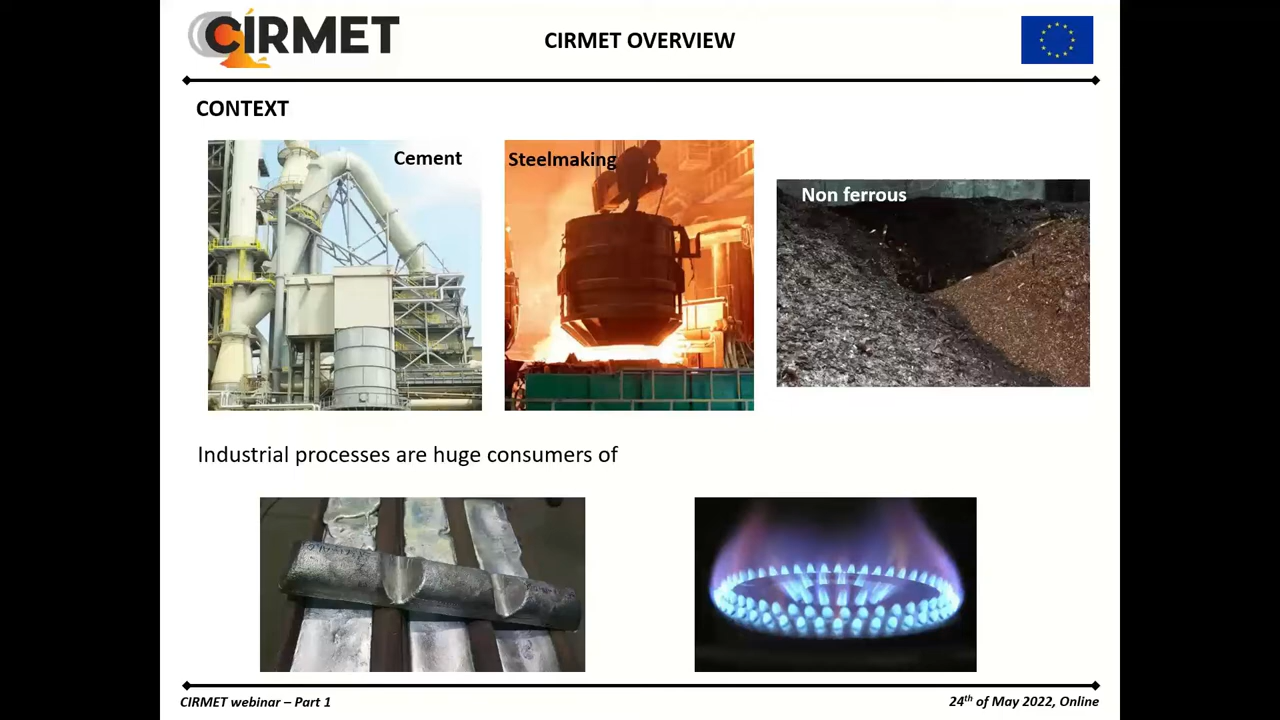 CÍRMET
CIRMET OVERVIEW
CONTEXT
Cement
Steelmaking
Non ferrous
Industrial processes are huge consumers of
CIRMET webinar – Part 1
24th of May 2022, Online